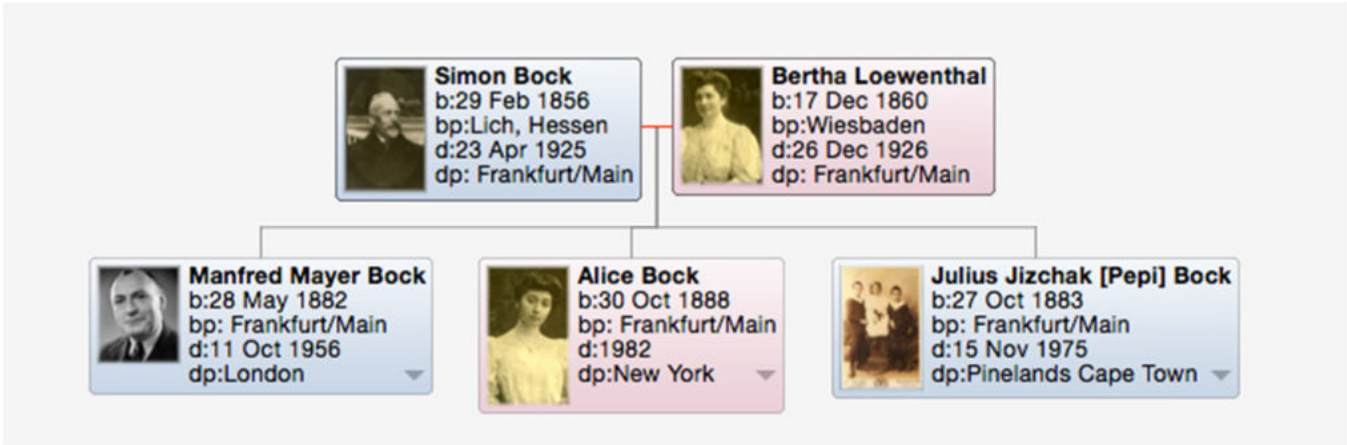 Simon Bock
b:29 Feb 1856
bp:Lich, Hessen
d:23 Apr 1925
dp: Frankfurt/Main
Bertha Loewenthal
b:17 Dec 1860
bp:Wiesbaden
d:26 Dec 1926
dp: Frankfurt/Main
Manfred Mayer Bock
b:28 May 1882
bp: Frankfurt/Main
d:11 Oct 1956
dp:London
Alice Bock
b:30 Oct 1888
bp: Frankfurt/Main
d:1982
dp:New York
Julius Jizchak [Pepi] Bock
b:27 Oct 1883
bp: Frankfurt/Main
d:15 Nov 1975
dp:Pinelands Cape Town